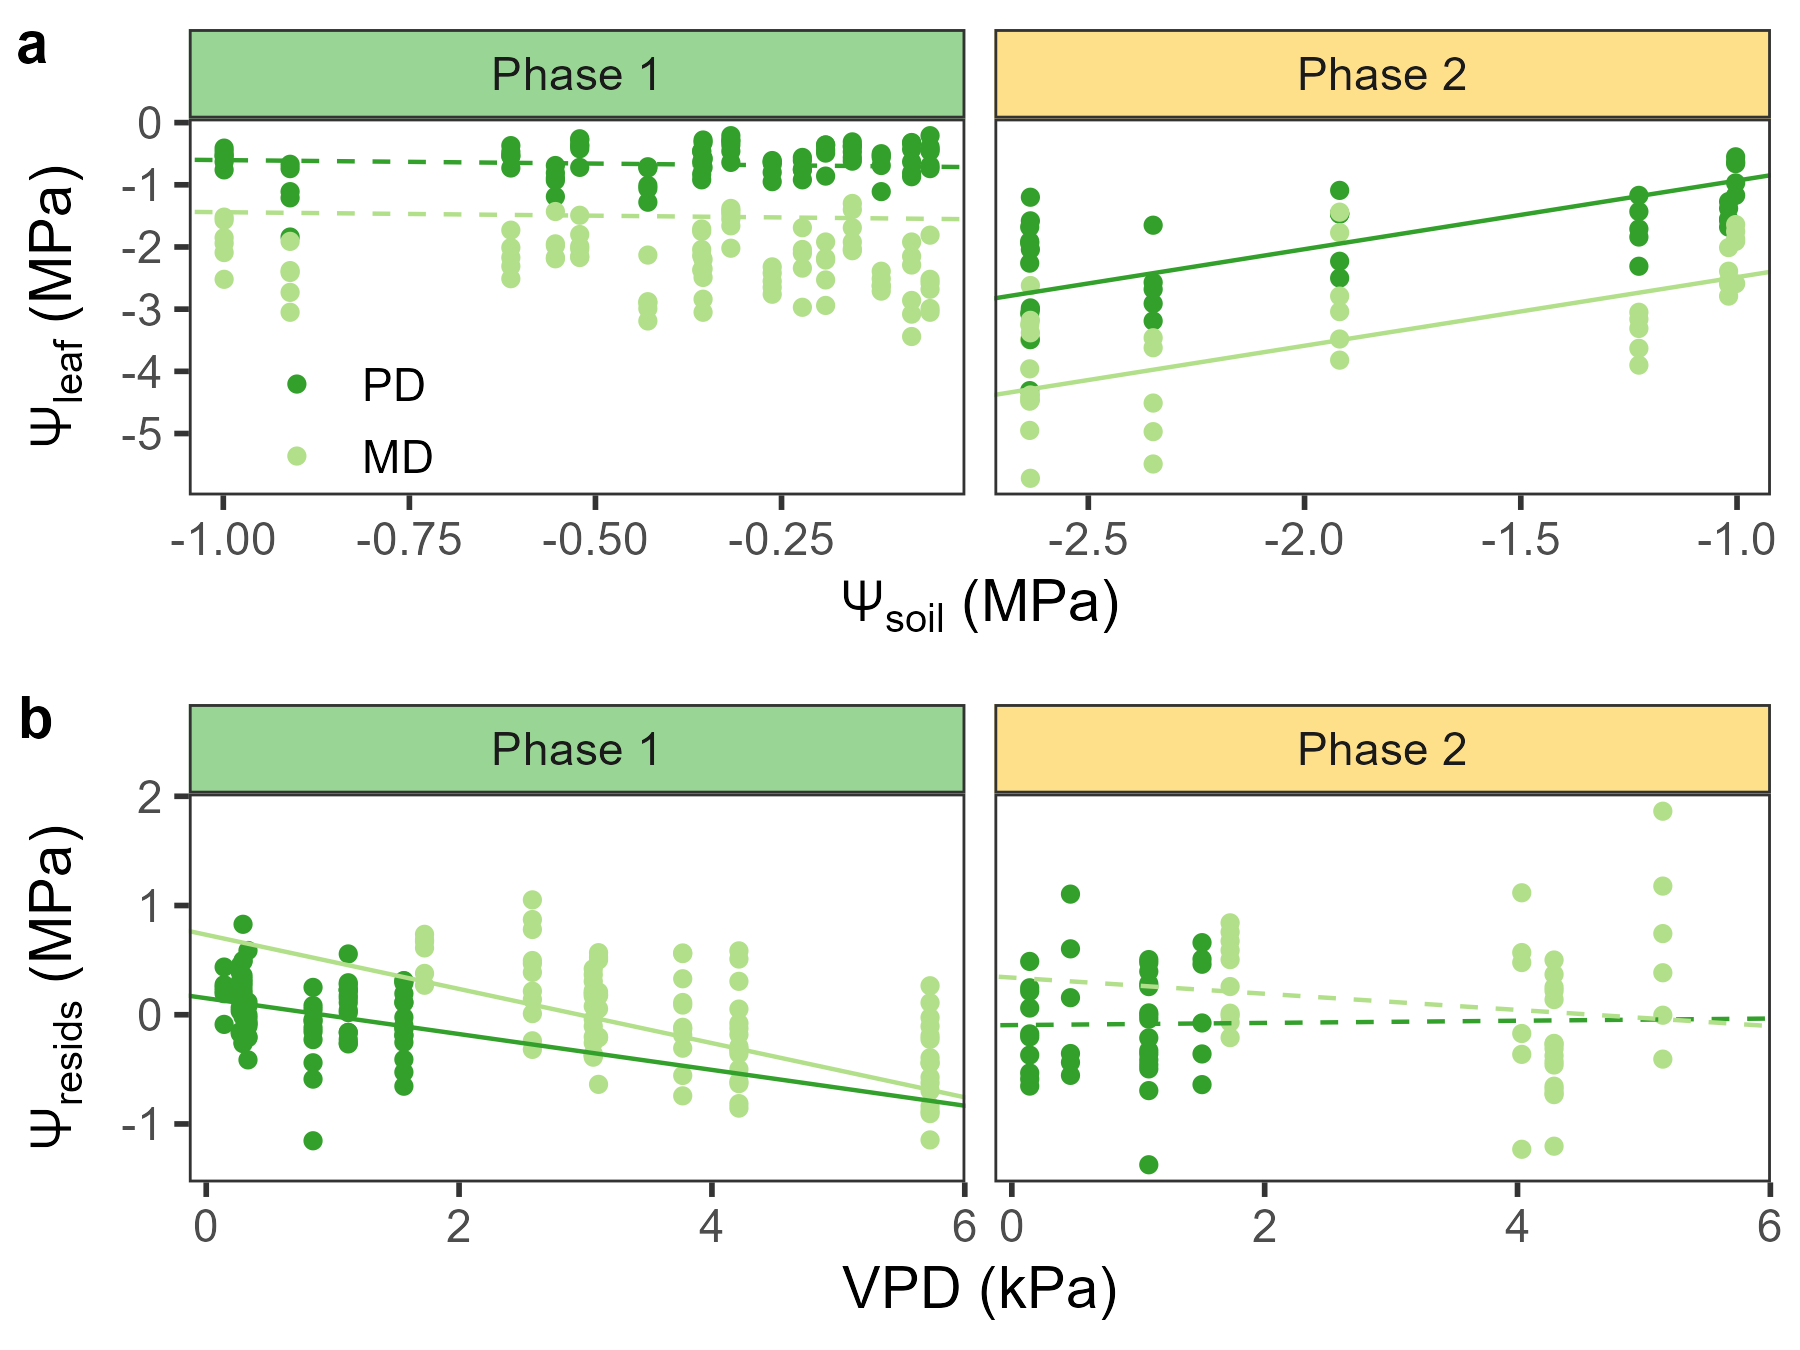 a
Phase 1
Phase 2
0
-1
-2
-3
-4
-5
Ψleaf (MPa)
PD
MD
-1.00 -0.75 -0.50 -0.25
-2.5 -2.0 -1.5 -1.0
Ψsoil (MPa)
b
Phase 1
Phase 2
2
1
0
-1
Ψresids (MPa)
0 2 4 6
0 2 4 6
VPD (kPa)